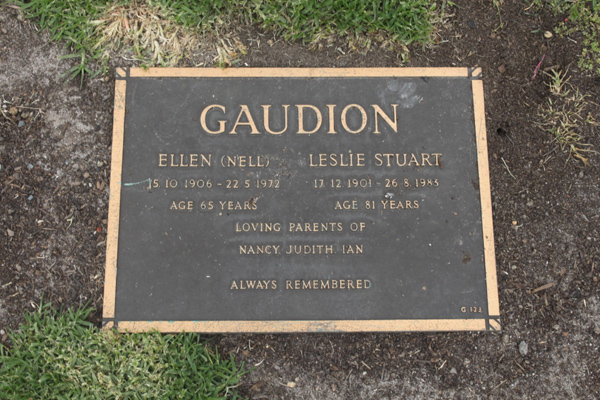 GAUDION
ELLEN (NELL) LESLIE STUART
15.10.1906 - 22.5.1972 17.12.1901 - 26.8.1983
AGE 65 YEARS AGE 81 YEARS
LOVING PARENTS OF
NANCY, JUDITH, IAN
ALWAYS REMEMBERED